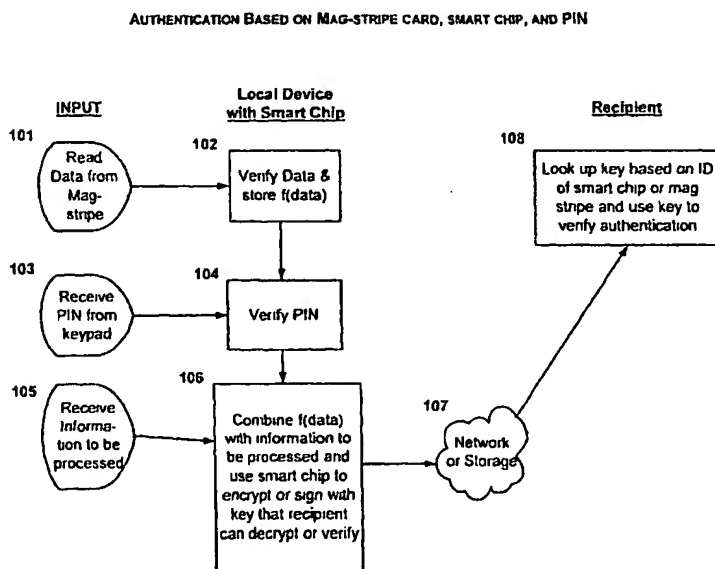 AUTHENTICATION BASED ON MAG-STRIPE CARD, SMART CHIP, AND PIN
INPUT
Local Device
with Smart Chip
Recipient
101
Read
Data from
Mag-
stripe
102
Verify Data &
store f(data)
108
Look up key based on ID
of smart chip or mag
stripe and use key to
verify authentication
103
Receive
PIN from
keypad
104
Verify PIN
105
Receive
Informa-
tion to be
processed
106
Combine f(data)
with information to
be processed and
use smart chip to
encrypt or sign with
key that recipient
can decrypt or verify
107
Network
or Storage